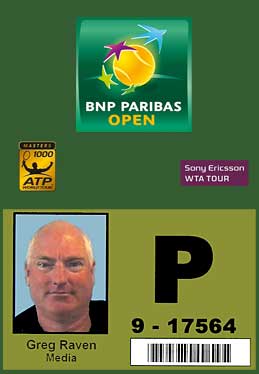 BNP PARIBAS
OPEN
MASTERS
1000
ATP
WORLD TOUR
Sony Ericsson
WTA TOUR
P
9 - 17564
Greg Raven
Media